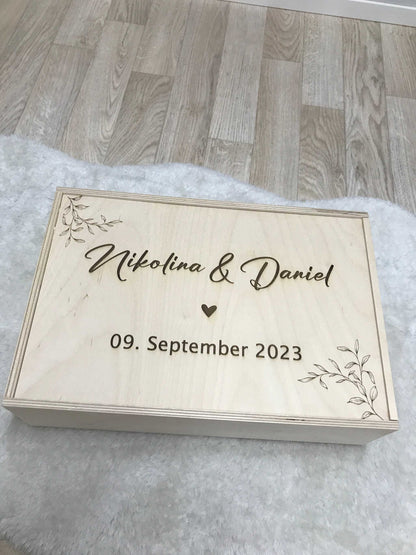 Nikolina & Daniel
09. September 2023